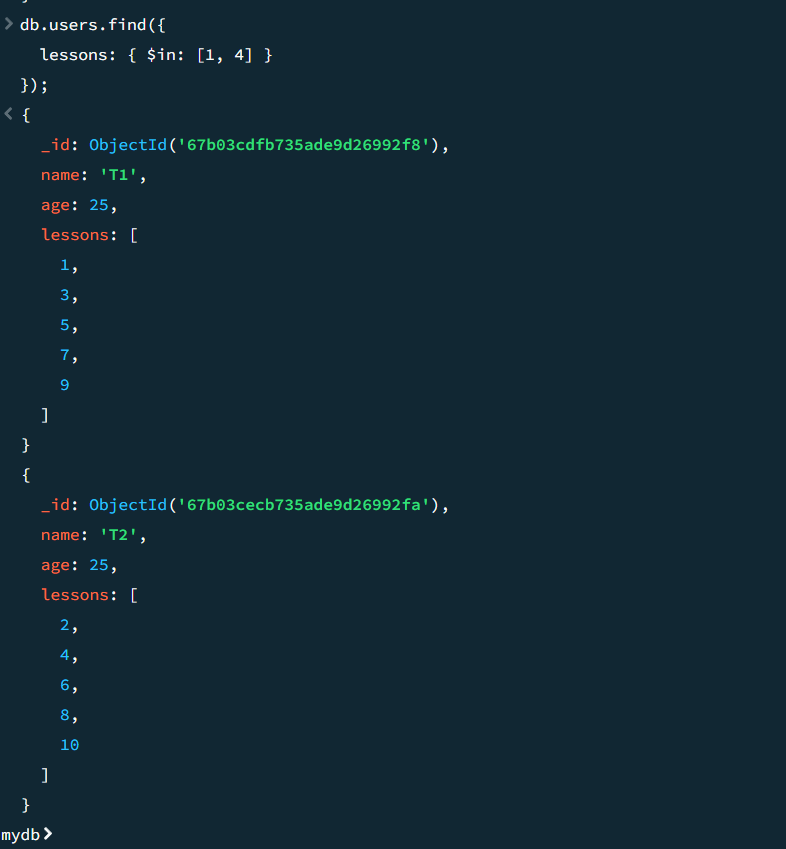 > db.users.find({
lessons: { $in: [1, 4] }
});
< {
_id: ObjectId('67b03cdfb735ade9d26992f8'),
name: 'T1',
age: 25,
lessons: [
1,
3,
5,
7,
9
]
}
{
_id: ObjectId('67b03cecb735ade9d26992fa'),
name: 'T2',
age: 25,
lessons: [
2,
4,
6,
8,
10
]
}
mydb>